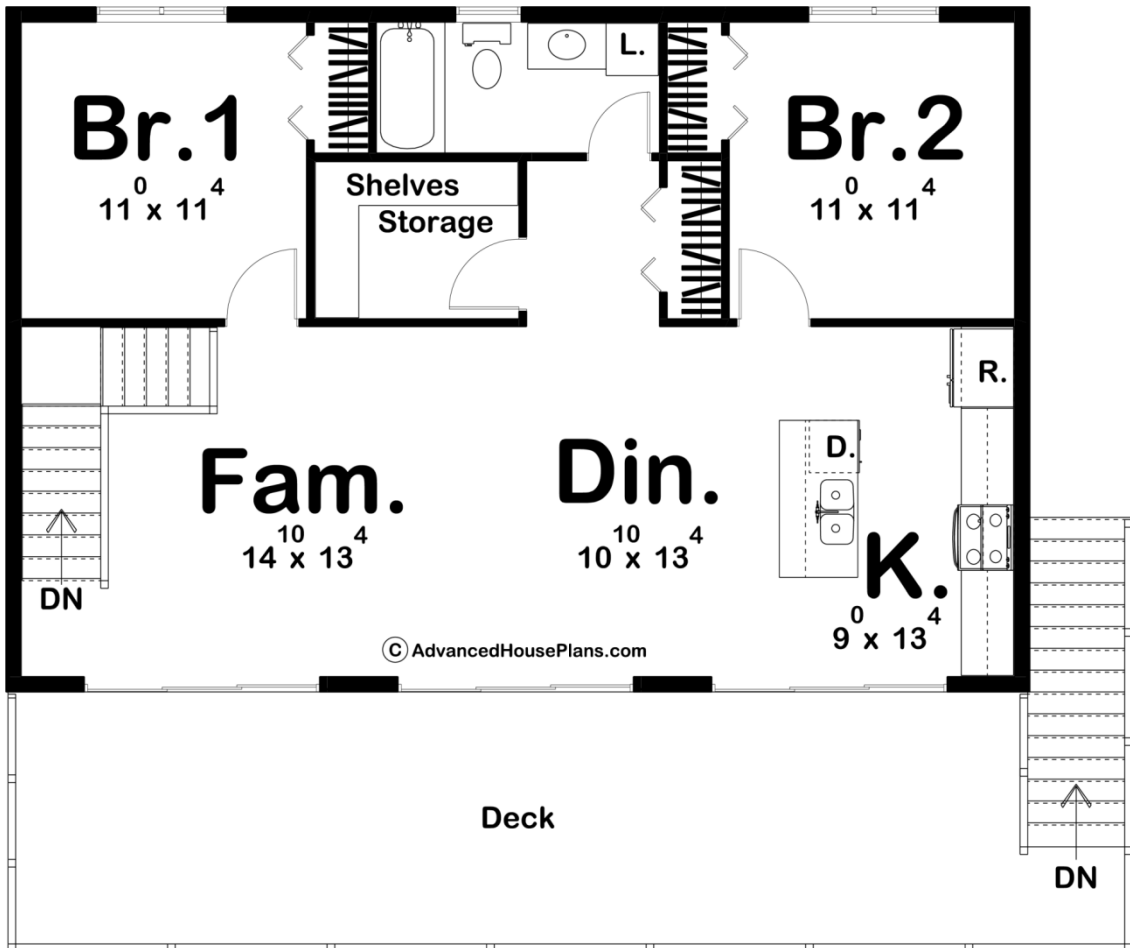 L.
Br.1
11⁰ x 11⁴
Br.2
11⁰ x 11⁴
Shelves
Storage
R.
D.
Fam.
14¹⁰ x 13⁴
Din.
10¹⁰ x 13⁴
K.
9⁰ x 13⁴
DN
© AdvancedHousePlans.com
Deck
DN